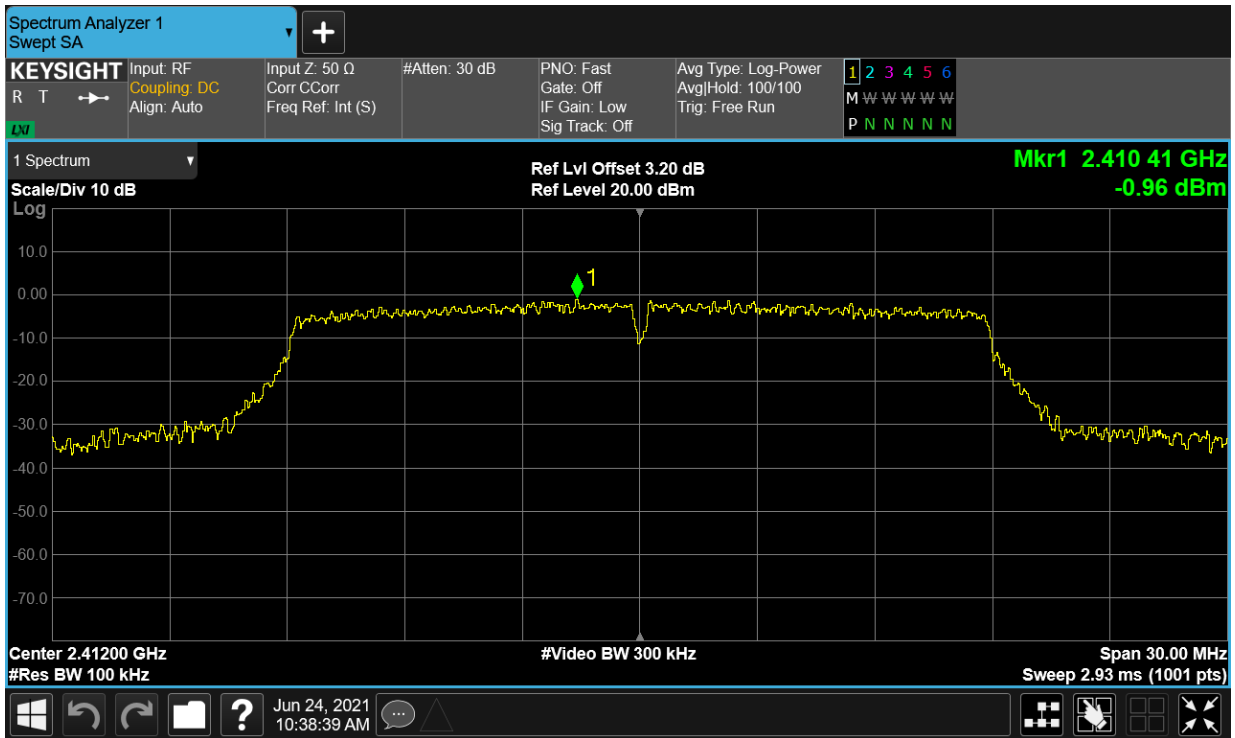 Spectrum Analyzer 1
Swept SA
+
KEYSIGHT
R T
LXI
Input: RF
Coupling: DC
Align: Auto
Input Z: 50 Ω
Corr CCorr
Freq Ref: Int (S)
#Atten: 30 dB
PNO: Fast
Gate: Off
IF Gain: Low
Sig Track: Off
Avg Type: Log-Power
Avg|Hold: 100/100
Trig: Free Run
1 2 3 4 5 6
M W W W W W
P N N N N N
1 Spectrum
Scale/Div 10 dB
Ref Lvl Offset 3.20 dB
Ref Level 20.00 dBm
Mkr1 2.410 41 GHz
-0.96 dBm
Log
10.0
0.00
-10.0
-20.0
-30.0
-40.0
-50.0
-60.0
-70.0
1
Center 2.41200 GHz
#Res BW 100 kHz
#Video BW 300 kHz
Span 30.00 MHz
Sweep 2.93 ms (1001 pts)
?
Jun 24, 2021
10:38:39 AM